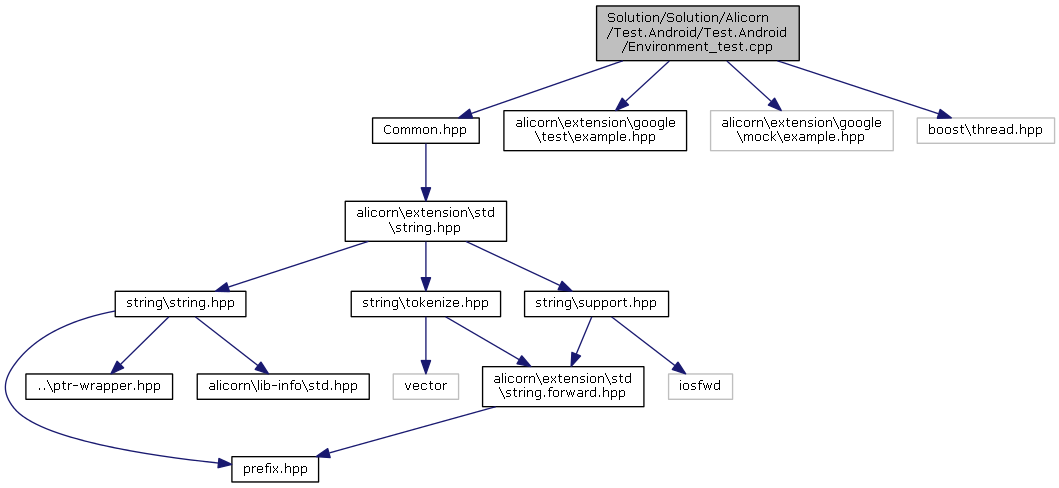 Solution/Solution/Alicorn
/Test.Android/Test.Android
/Environment_test.cpp
Common.hpp
alicorn\extension\google
\test\example.hpp
alicorn\extension\google
\mock\example.hpp
boost\thread.hpp
alicorn\extension\std
\string.hpp
string\string.hpp
string\tokenize.hpp
string\support.hpp
..\ptr-wrapper.hpp
alicorn\lib-info\std.hpp
vector
alicorn\extension\std
\string.forward.hpp
iosfwd
prefix.hpp